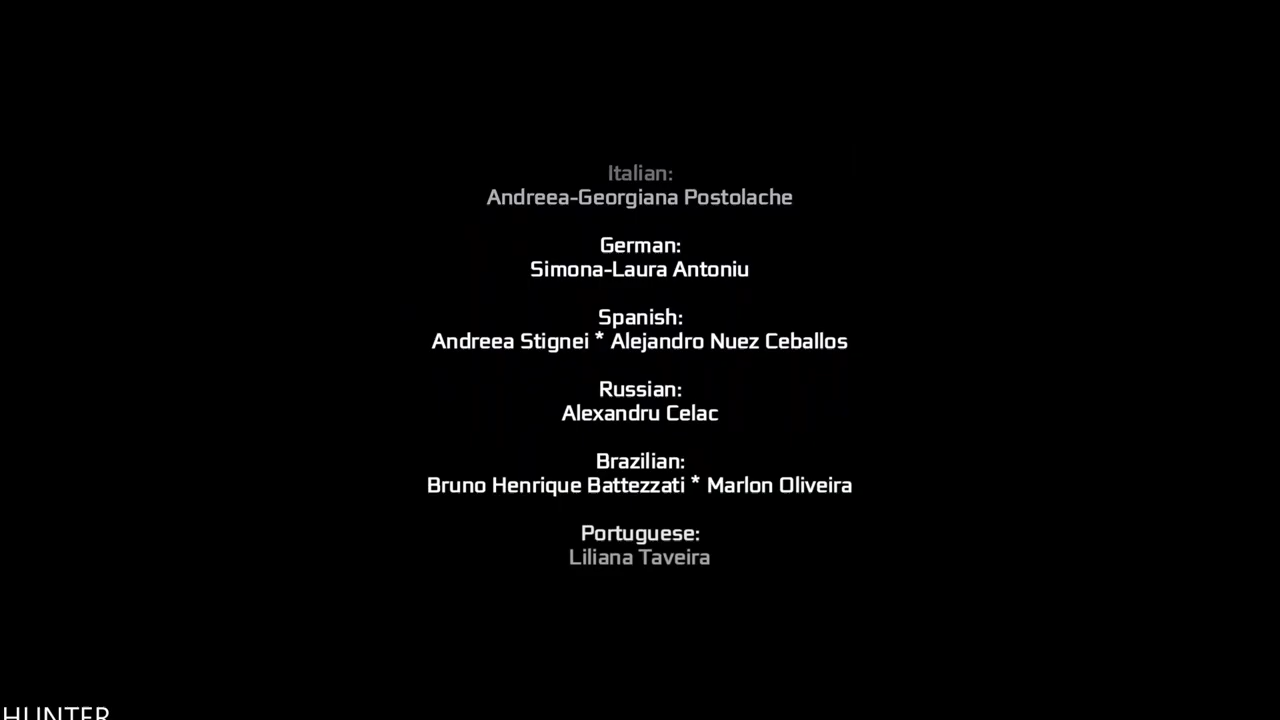 Italian:
Andreea-Georgiana Postolache
German:
Simona-Laura Antoniu
Spanish:
Andreea Stignei * Alejandro Nuez Ceballos
Russian:
Alexandru Celac
Brazilian:
Bruno Henrique Battezzati * Marlon Oliveira
Portuguese:
Liliana Taveira
HUNTER